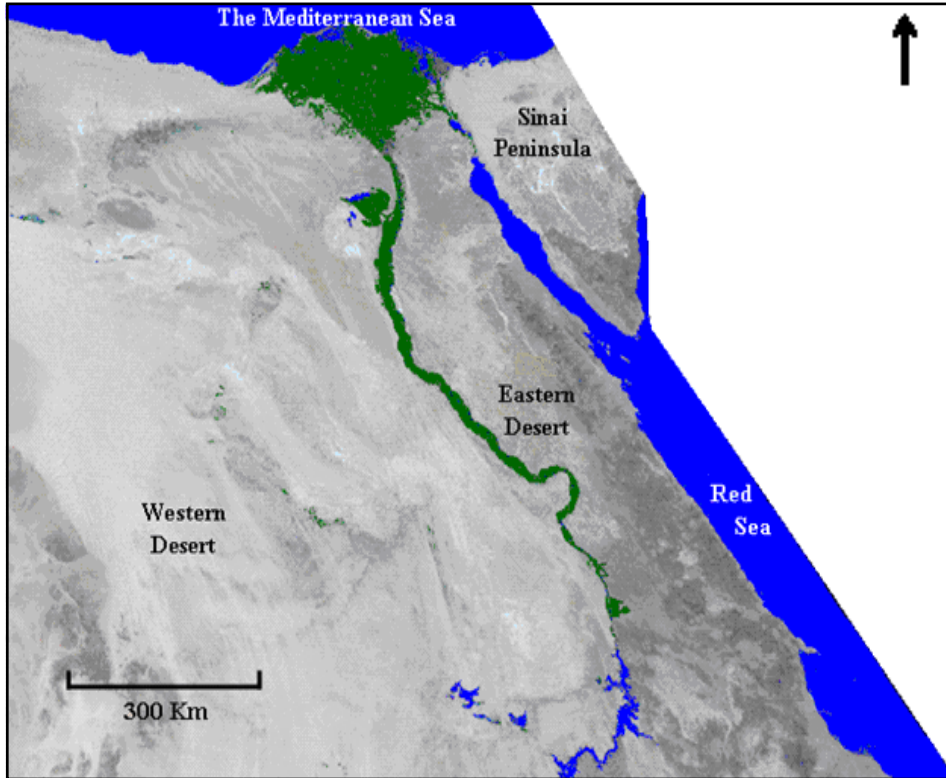 The Mediterranean Sea
Sinai
Peninsula
Eastern
Desert
Red
Sea
Western
Desert
300 Km